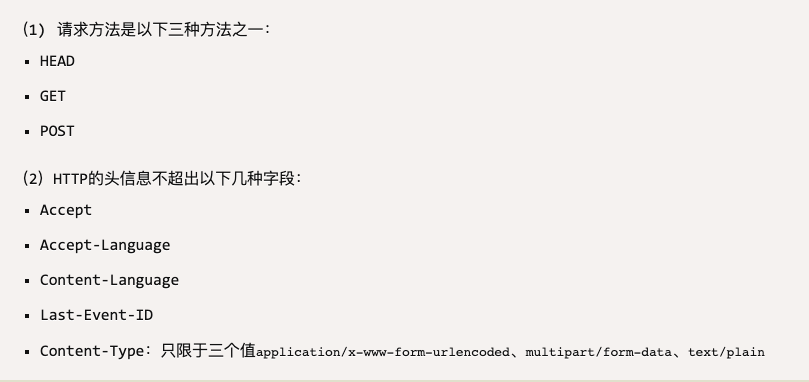 （1） 请求方法是以下三种方法之一：
▪ HEAD
▪ GET
▪ POST
（2）HTTP的头信息不超出以下几种字段：
▪ Accept
▪ Accept-Language
▪ Content-Language
▪ Last-Event-ID
▪ Content-Type：只限于三个值application/x-www-form-urlencoded、multipart/form-data、text/plain